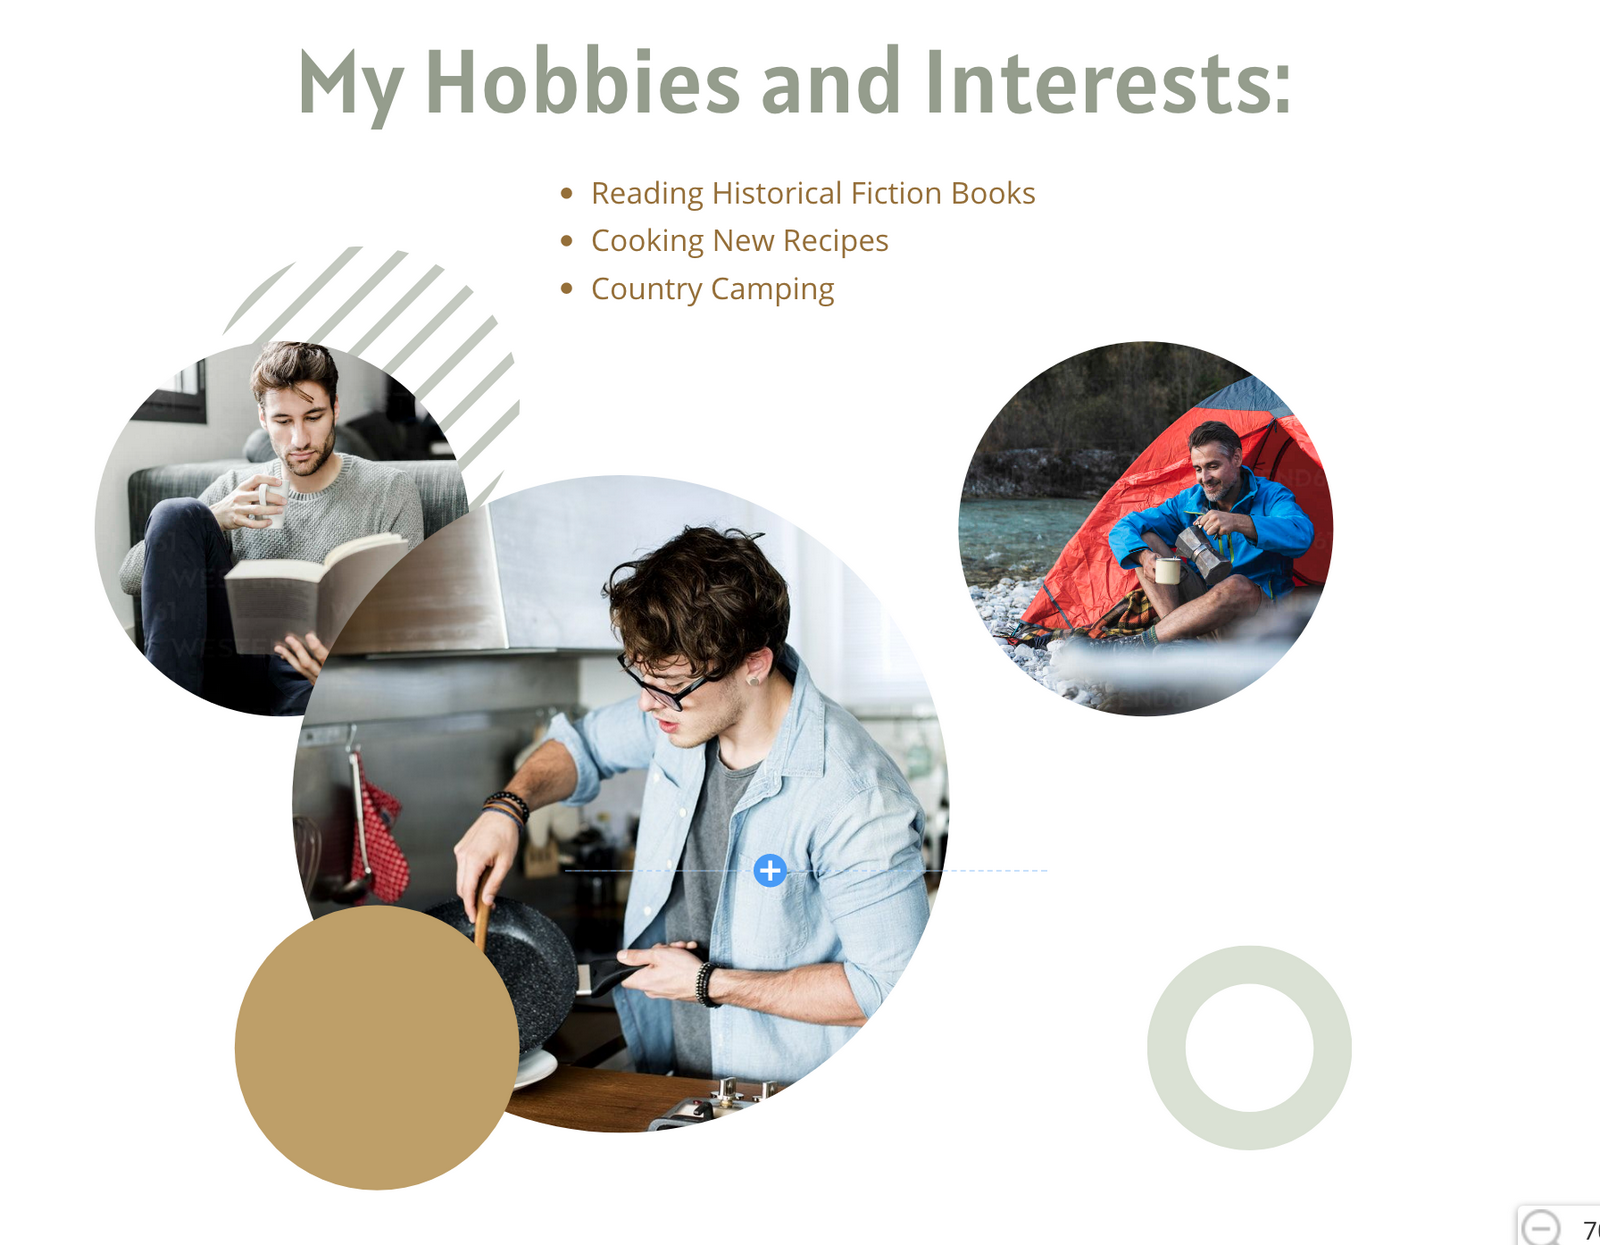 My Hobbies and Interests:
• Reading Historical Fiction Books
• Cooking New Recipes
• Country Camping